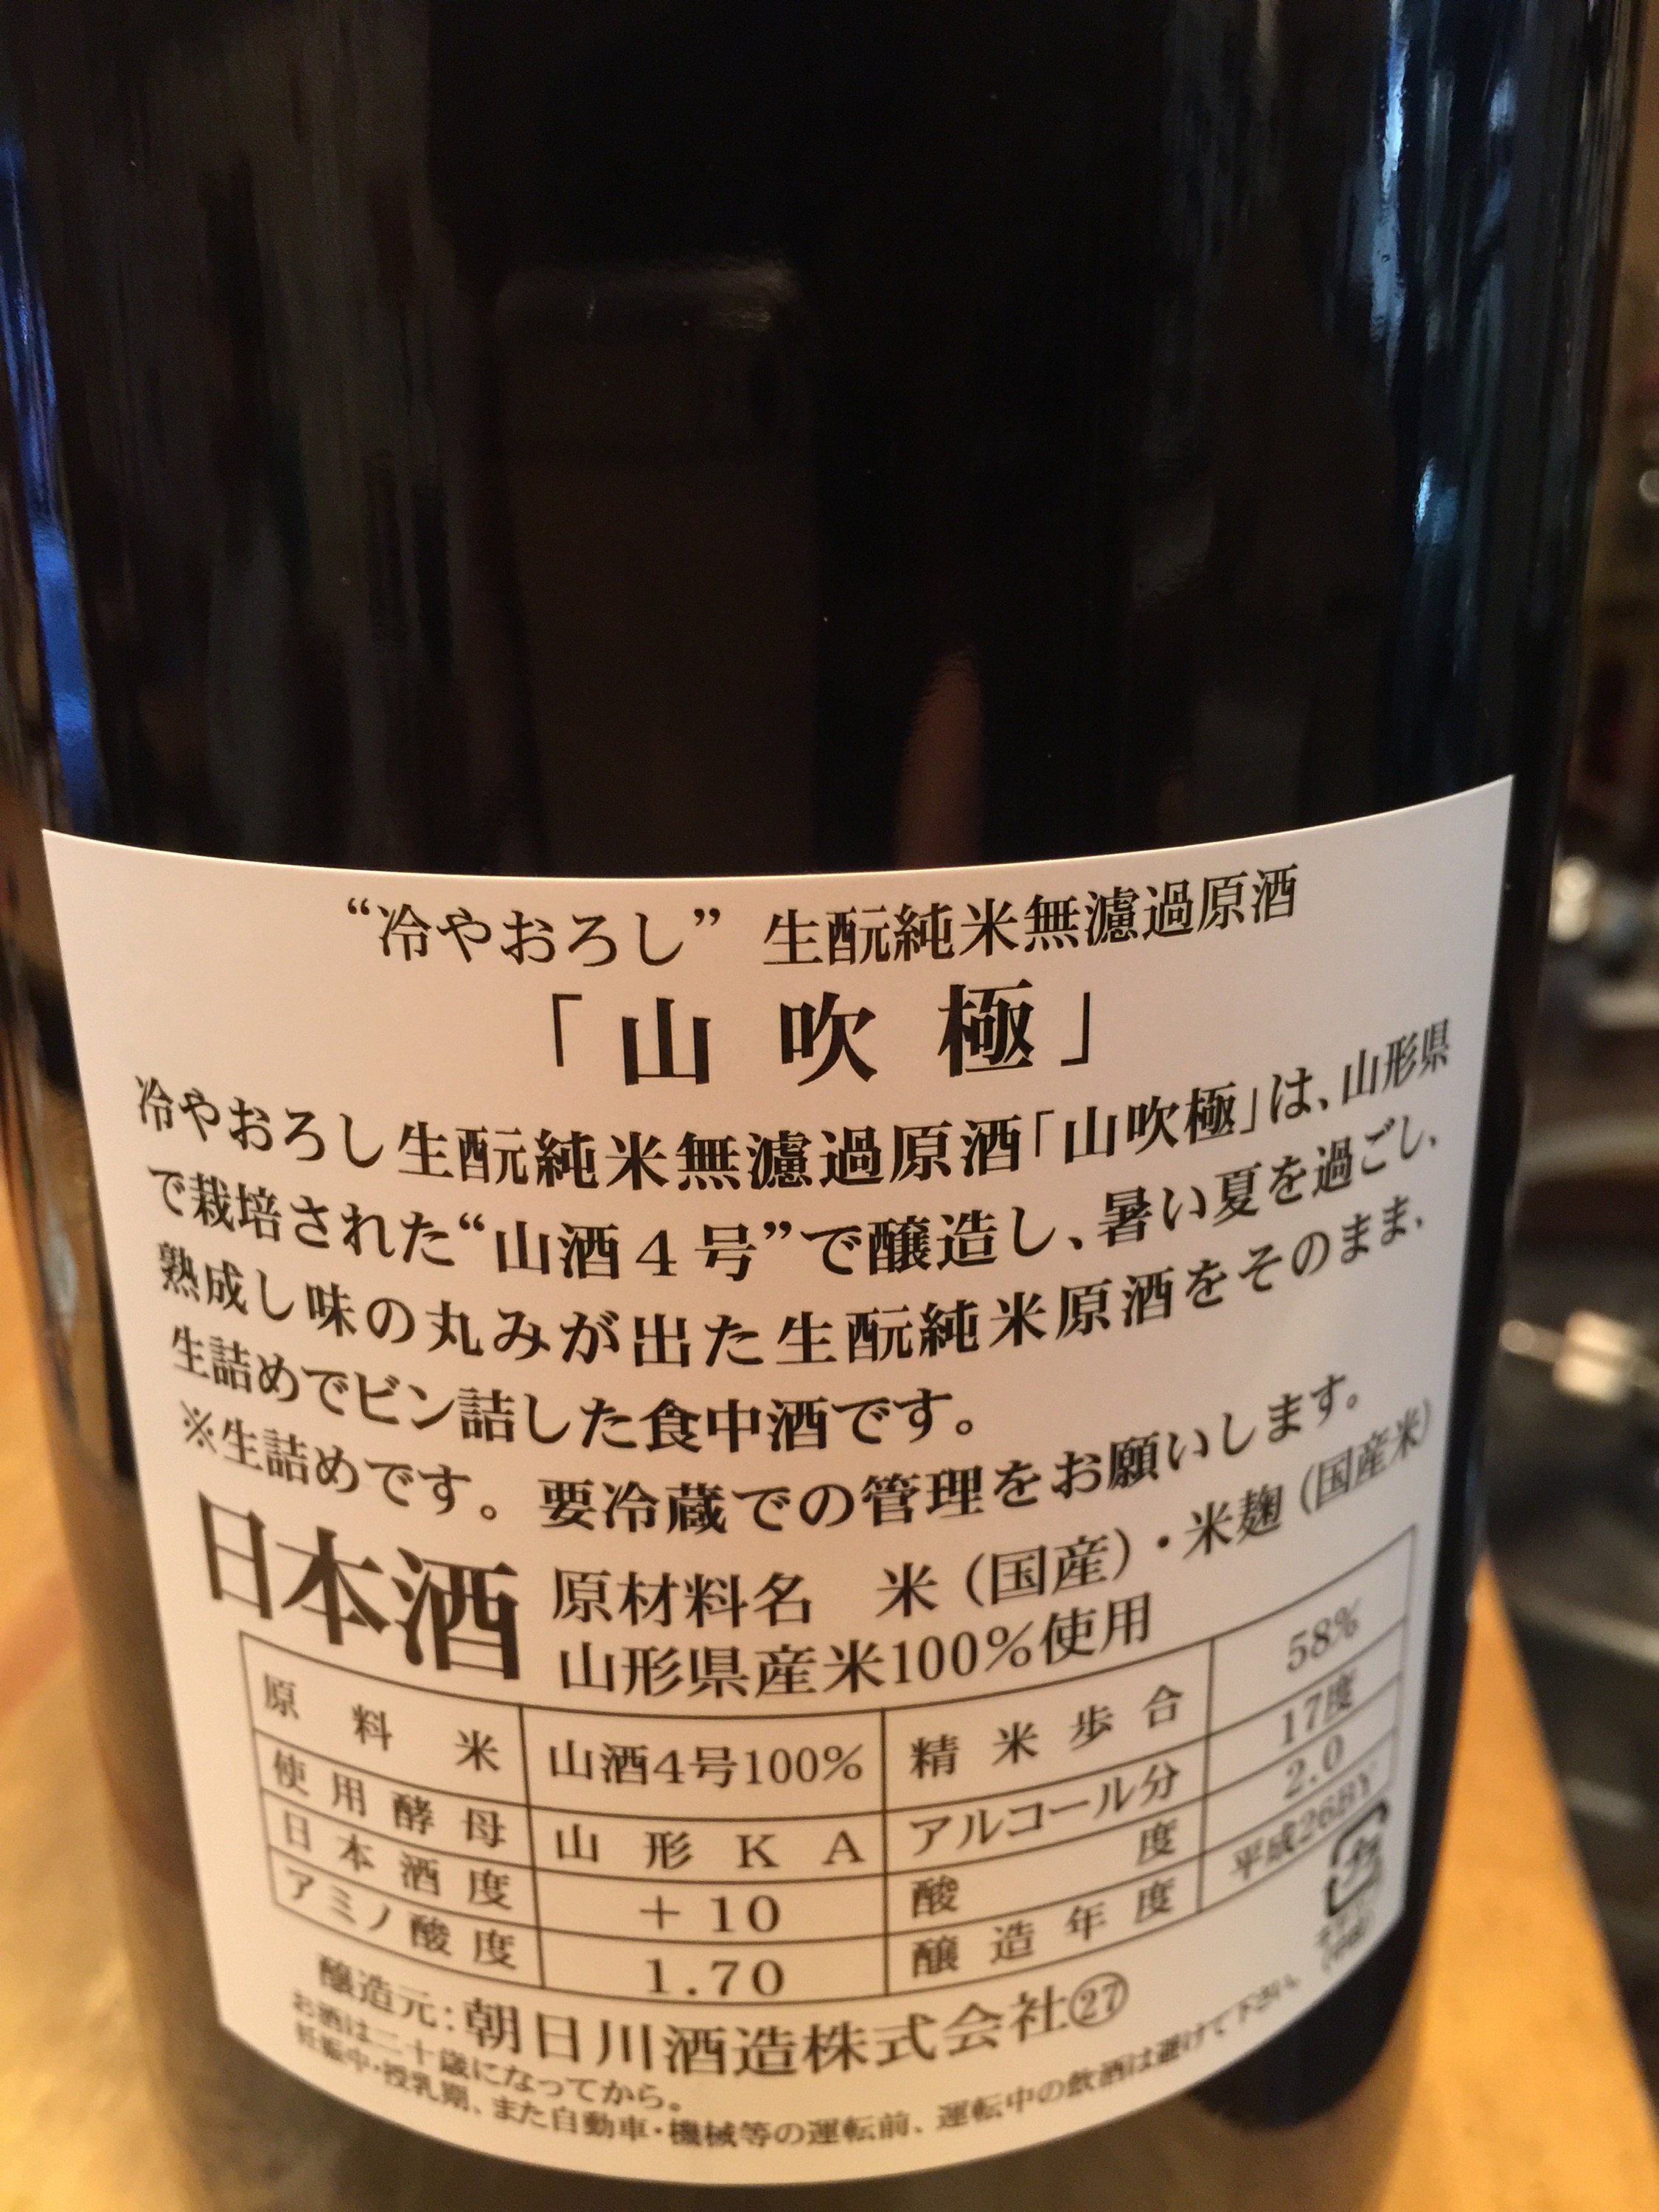 “冷やおろし” 生酛純米無濾過原酒
「山吹極」
冷やおろし生酛純米無濾過原酒「山吹極」は、山形県
で栽培された“山酒４号”で醸造し、暑い夏を過ごし、
熟成し味の丸みが出た生酛純米原酒をそのまま、
生詰めでビン詰した食中酒です。
※生詰めです。要冷蔵での管理をお願いします。
日本酒 原材料名 米（国産）・米麹（国産米）
山形県産米100%使用
原料米 山酒4号100% 精米歩合 58%
使用酵母 山形KA アルコール分 17度
日本酒度 +10 酸度 2.0
アミノ酸度 1.70 醸造年度 平成26BY
醸造元：朝日川酒造株式会社㉗
お酒は二十歳になってから。
妊娠中・授乳期、また自動車・機械等の運転前、運転中の飲酒は避けて下さい。